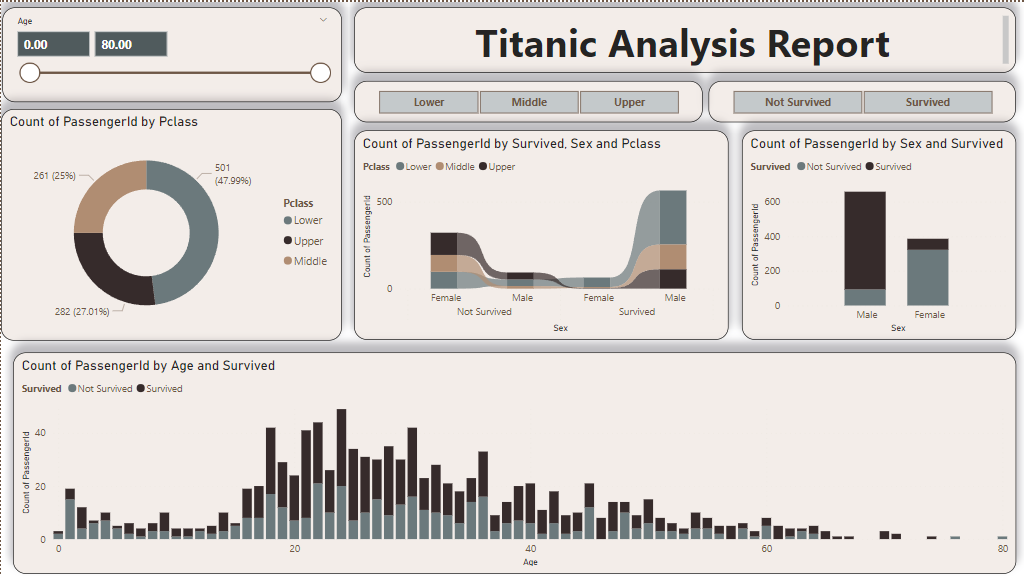 Age
0.00 80.00
Titanic Analysis Report
Lower Middle Upper
Not Survived Survived
Count of PassengerId by Pclass
261 (25%)
501
(47.99%)
282 (27.01%)
Pclass
Lower
Upper
Middle
Count of PassengerId by Survived, Sex and Pclass
Pclass Lower Middle Upper
Count of PassengerId
500
0
Female Male Female Male
Not Survived Survived
Sex
Count of PassengerId by Sex and Survived
Survived Not Survived Survived
Count of PassengerId
600
400
200
0
Male Female
Sex
Count of PassengerId by Age and Survived
Survived Not Survived Survived
Count of PassengerId
40
20
0
0 20 40 60 80
Age